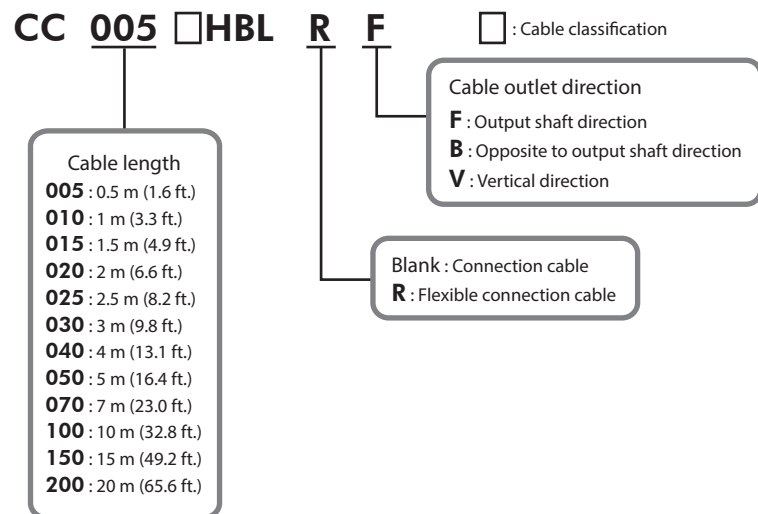 CC 005 □HBL R F
□ : Cable classification
Cable outlet direction
F : Output shaft direction
B : Opposite to output shaft direction
V : Vertical direction
Cable length
005 : 0.5 m (1.6 ft.)
010 : 1 m (3.3 ft.)
015 : 1.5 m (4.9 ft.)
020 : 2 m (6.6 ft.)
025 : 2.5 m (8.2 ft.)
030 : 3 m (9.8 ft.)
040 : 4 m (13.1 ft.)
050 : 5 m (16.4 ft.)
070 : 7 m (23.0 ft.)
100 : 10 m (32.8 ft.)
150 : 15 m (49.2 ft.)
200 : 20 m (65.6 ft.)
Blank : Connection cable
R : Flexible connection cable